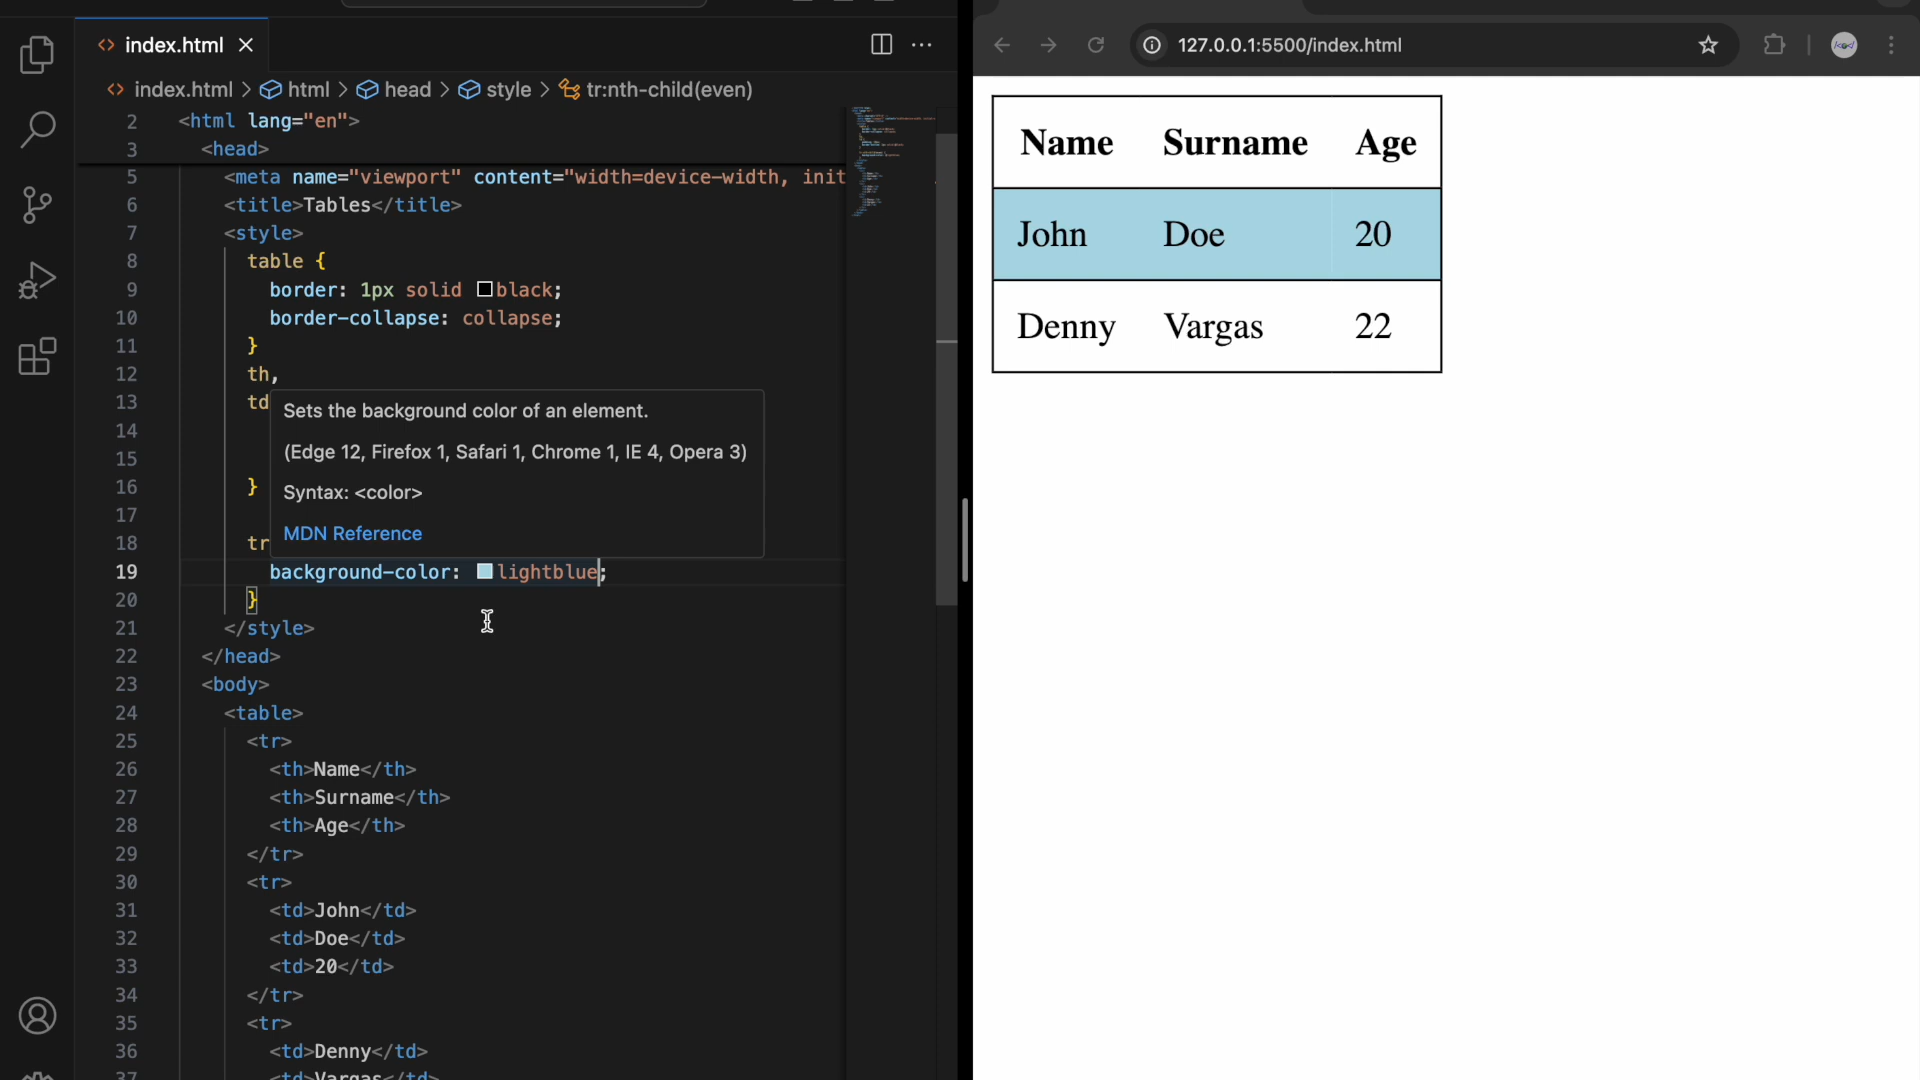 index.html
index.html > html > head > style > tr:nth-child(even)
2 <html lang="en">
3 <head>
5 <meta name="viewport" content="width=device-width, init
6 <title>Tables</title>
7 <style>
8 table {
9 border: 1px solid black;
10 border-collapse: collapse;
11 }
12 th,
13 td
14
15
16 }
17
18 tr
Sets the background color of an element.
(Edge 12, Firefox 1, Safari 1, Chrome 1, IE 4, Opera 3)
Syntax: <color>
MDN Reference
19 background-color: lightblue;
20 }
21 </style>
22 </head>
23 <body>
24 <table>
25 <tr>
26 <th>Name</th>
27 <th>Surname</th>
28 <th>Age</th>
29 </tr>
30 <tr>
31 <td>John</td>
32 <td>Doe</td>
33 <td>20</td>
34 </tr>
35 <tr>
36 <td>Denny</td>
37 <td>Vargas</td>
127.0.0.1:5500/index.html
Name Surname Age
John Doe 20
Denny Vargas 22